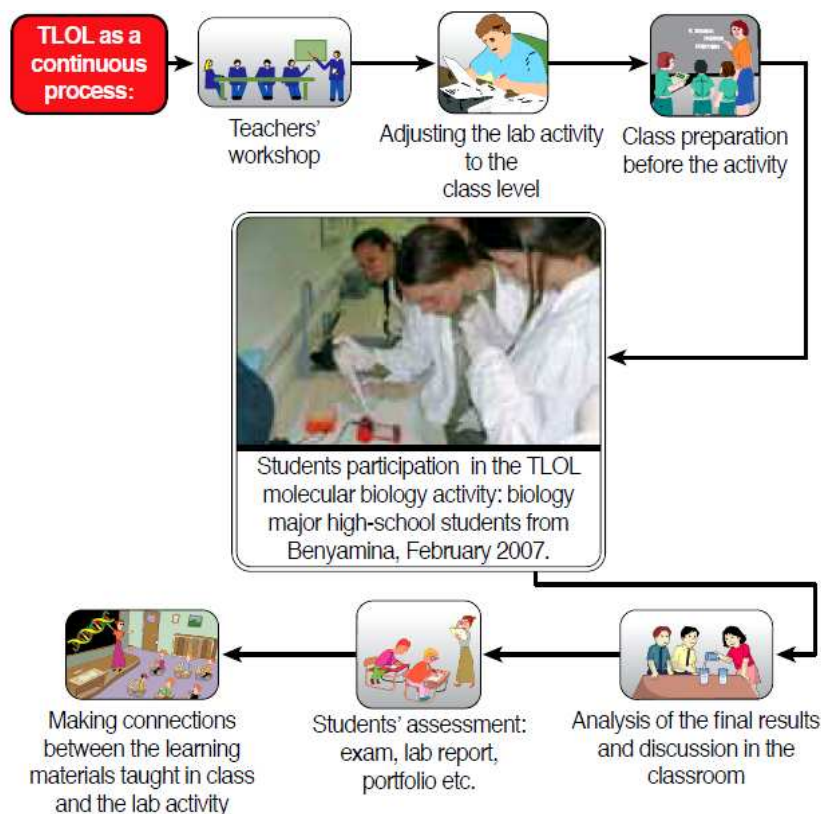 TLOL as a
continuous
process:
Teachers'
workshop
Adjusting the lab activity
to the
class level
Class preparation
before the activity
Students participation in the TLOL
molecular biology activity: biology
major high-school students from
Benyamina, February 2007.
Making connections
between the learning
materials taught in class
and the lab activity
Students' assessment:
exam, lab report,
portfolio etc.
Analysis of the final results
and discussion in the
classroom